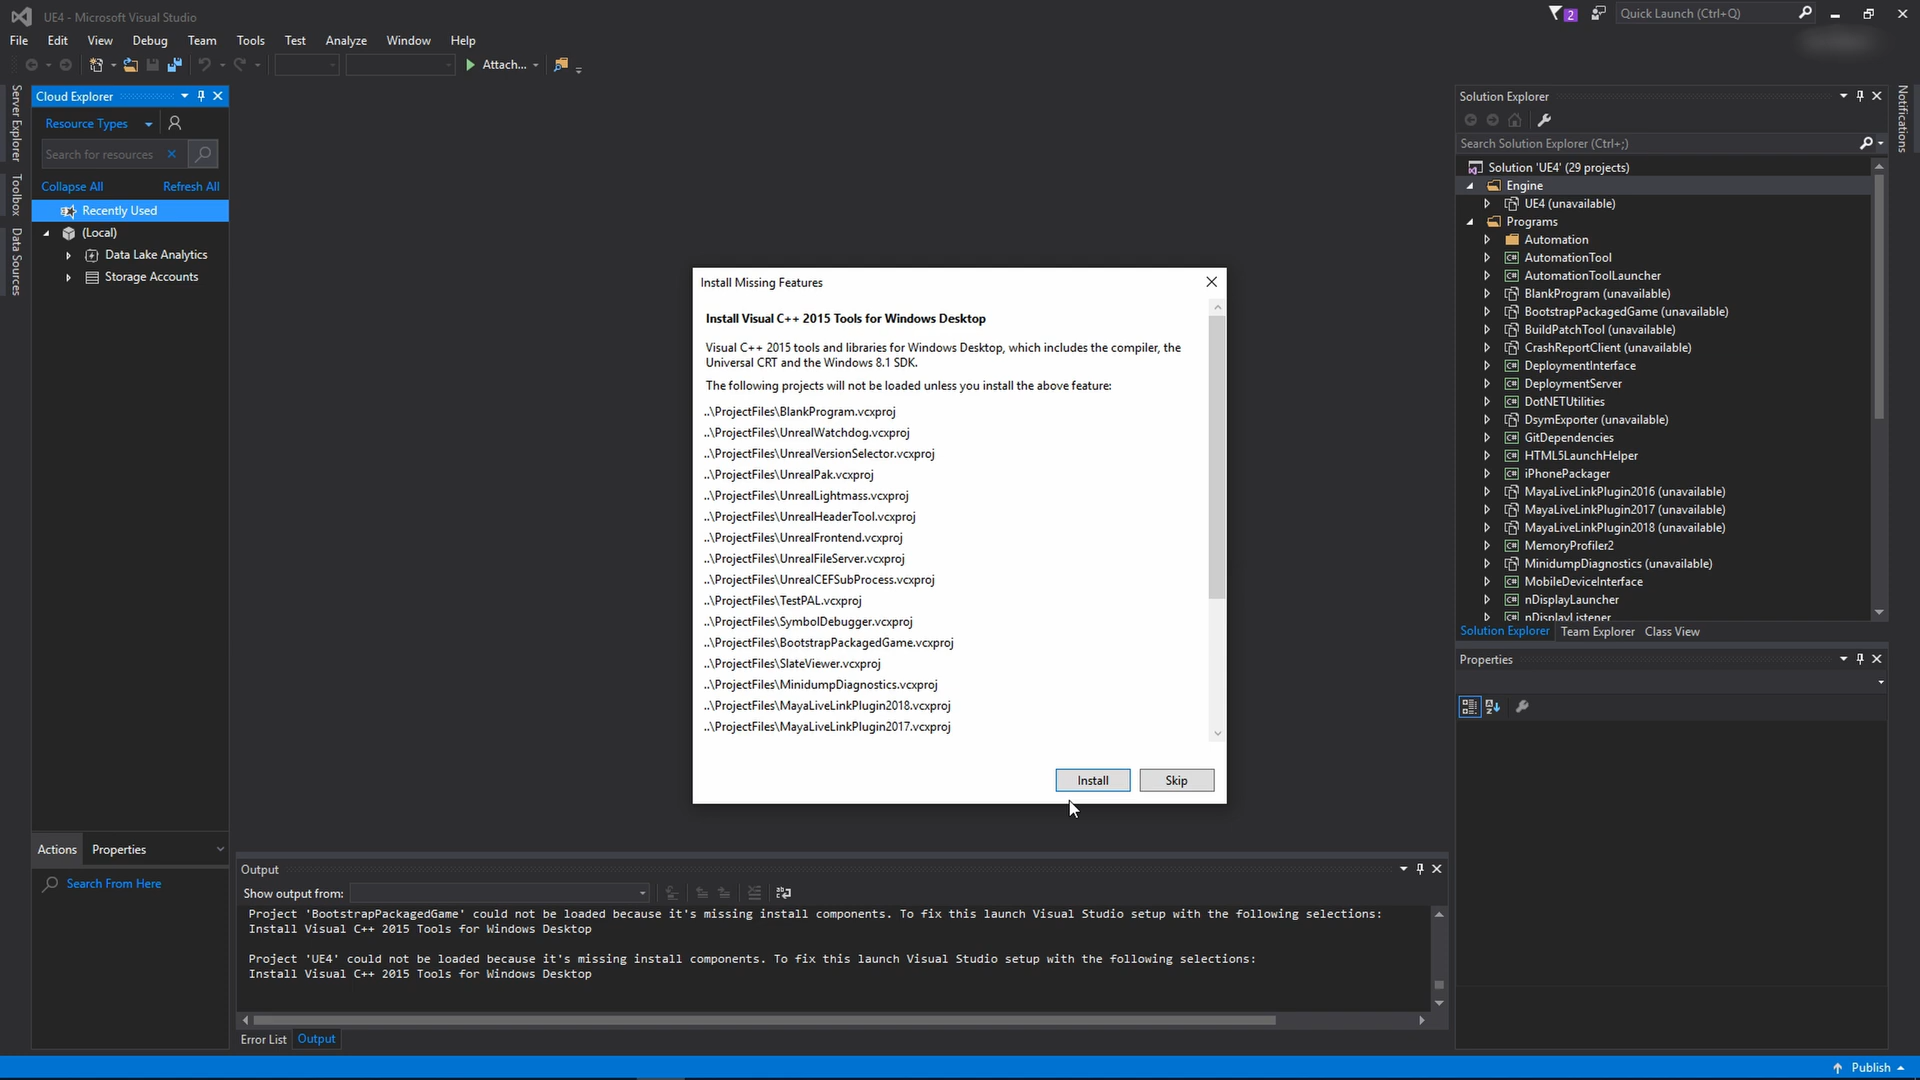 UE4 - Microsoft Visual Studio
2
Quick Launch (Ctrl+Q)
File Edit View Debug Team Tools Test Analyze Window Help
Attach...
Server Explorer
Toolbox
Data Sources
Cloud Explorer
Resource Types
Search for resources
Collapse All Refresh All
Recently Used
(Local)
Data Lake Analytics
Storage Accounts
Actions Properties
Search From Here
Install Missing Features
Install Visual C++ 2015 Tools for Windows Desktop
Visual C++ 2015 tools and libraries for Windows Desktop, which includes the compiler, the
Universal CRT and the Windows 8.1 SDK.
The following projects will not be loaded unless you install the above feature:
..\ProjectFiles\BlankProgram.vcxproj
..\ProjectFiles\UnrealWatchdog.vcxproj
..\ProjectFiles\UnrealVersionSelector.vcxproj
..\ProjectFiles\UnrealPak.vcxproj
..\ProjectFiles\UnrealLightmass.vcxproj
..\ProjectFiles\UnrealHeaderTool.vcxproj
..\ProjectFiles\UnrealFrontend.vcxproj
..\ProjectFiles\UnrealFileServer.vcxproj
..\ProjectFiles\UnrealCEFSubProcess.vcxproj
..\ProjectFiles\TestPAL.vcxproj
..\ProjectFiles\SymbolDebugger.vcxproj
..\ProjectFiles\BootstrapPackagedGame.vcxproj
..\ProjectFiles\SlateViewer.vcxproj
..\ProjectFiles\MinidumpDiagnostics.vcxproj
..\ProjectFiles\MayaLiveLinkPlugin2018.vcxproj
..\ProjectFiles\MayaLiveLinkPlugin2017.vcxproj
Install Skip
Output
Show output from:
Project 'BootstrapPackagedGame' could not be loaded because it's missing install components. To fix this launch Visual Studio setup with the following selections:
Install Visual C++ 2015 Tools for Windows Desktop
Project 'UE4' could not be loaded because it's missing install components. To fix this launch Visual Studio setup with the following selections:
Install Visual C++ 2015 Tools for Windows Desktop
Error List Output
Solution Explorer
Search Solution Explorer (Ctrl+;)
Solution 'UE4' (29 projects)
Engine
UE4 (unavailable)
Programs
Automation
AutomationTool
AutomationToolLauncher
BlankProgram (unavailable)
BootstrapPackagedGame (unavailable)
BuildPatchTool (unavailable)
CrashReportClient (unavailable)
DeploymentInterface
DeploymentServer
DotNETUtilities
DsymExporter (unavailable)
GitDependencies
HTML5LaunchHelper
iPhonePackager
MayaLiveLinkPlugin2016 (unavailable)
MayaLiveLinkPlugin2017 (unavailable)
MayaLiveLinkPlugin2018 (unavailable)
MemoryProfiler2
MinidumpDiagnostics (unavailable)
MobileDeviceInterface
nDisplayLauncher
nDisplayListener
Solution Explorer Team Explorer Class View
Properties
Notifications
Publish